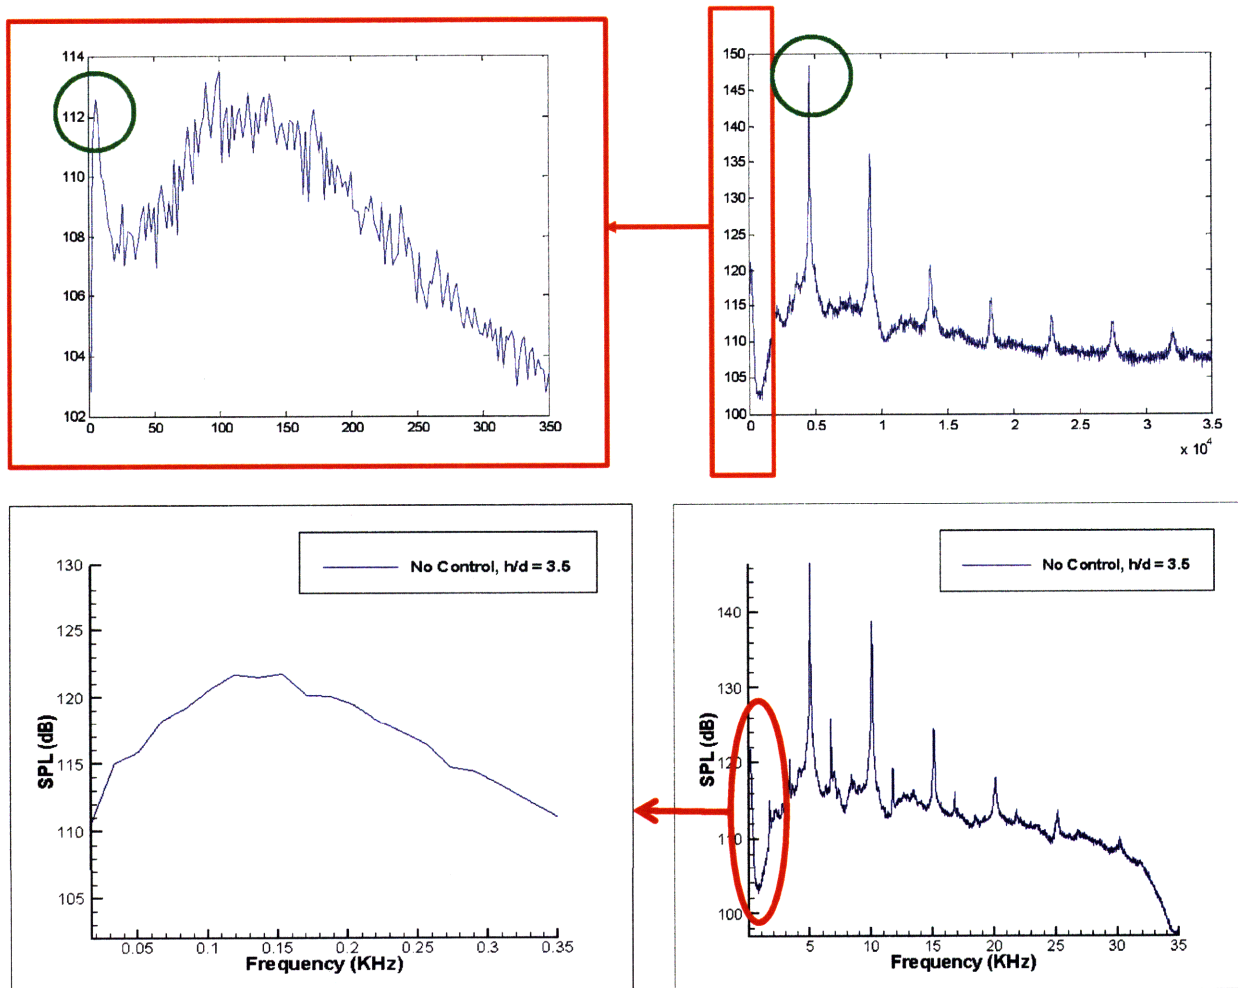 114
112
110
108
106
104
102
0 50 100 150 200 250 300 350
150
145
140
135
130
125
120
115
110
105
100
0 0.5 1 1.5 2 2.5 3 3.5
x 10^4
No Control, h/d = 3.5
130
125
120
115
110
105
SPL (dB)
0.05 0.1 0.15 0.2 0.25 0.3 0.35
Frequency (KHz)
No Control, h/d = 3.5
140
130
120
110
100
SPL (dB)
5 10 15 20 25 30 35
Frequency (KHz)